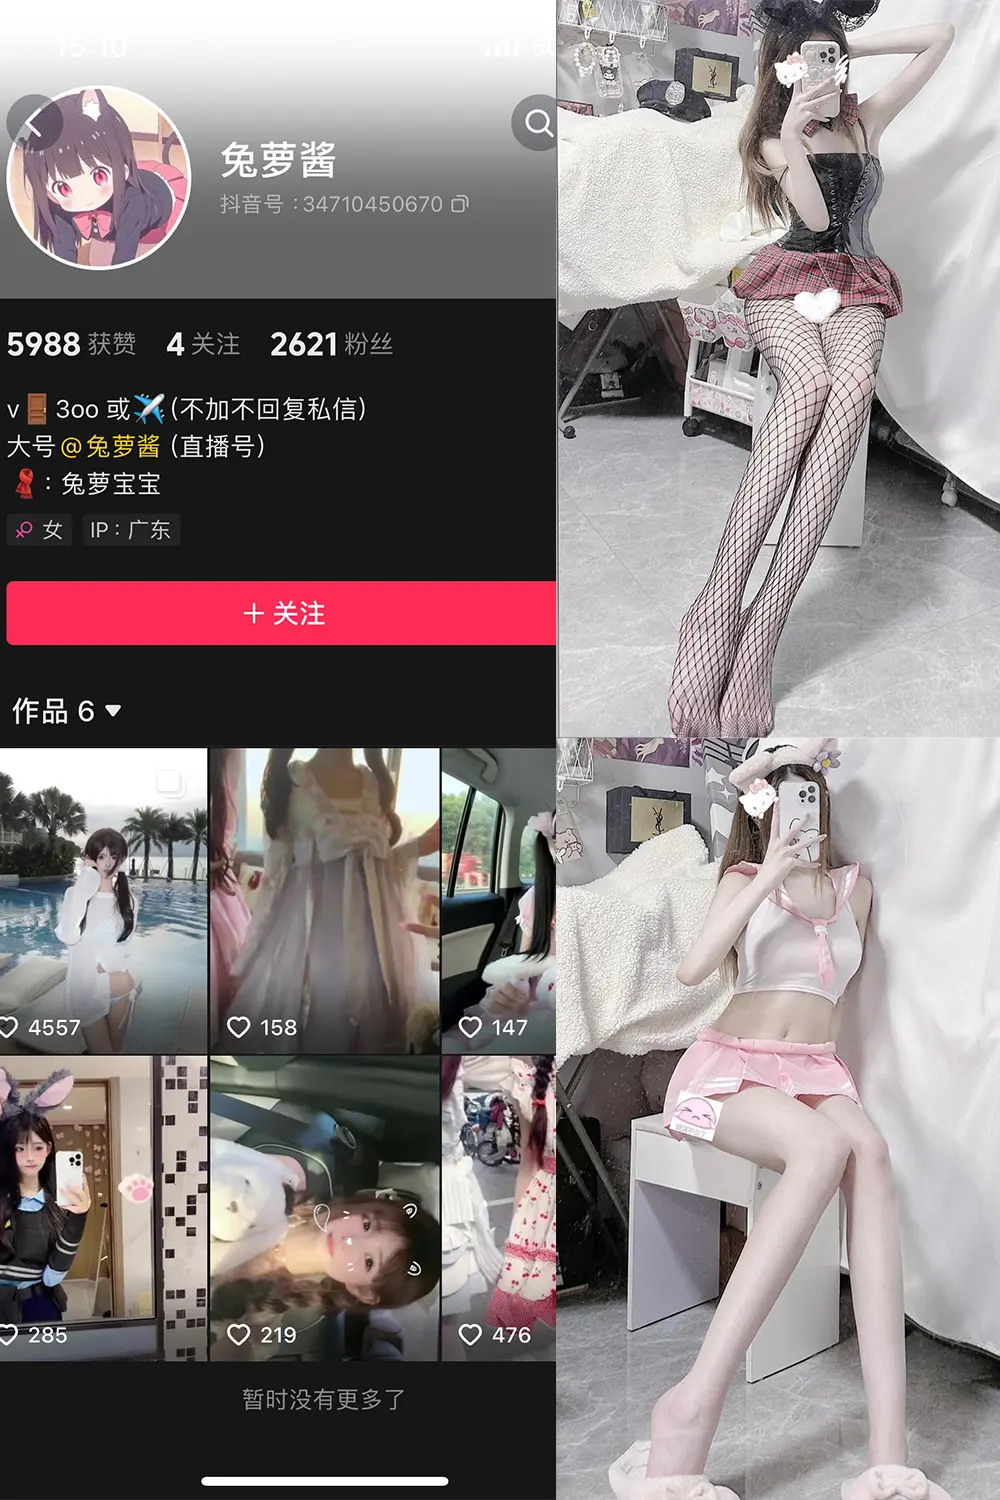 15:10
兔萝酱
抖音号：34710450670
5988 获赞 4 关注 2621 粉丝
v🚪3oo 或✈️(不加不回复私信)
大号@兔萝酱 (直播号)
🧣：兔萝宝宝
女 IP：广东
+ 关注
作品 6
4557
158
147
285
219
476
暂时没有更多了